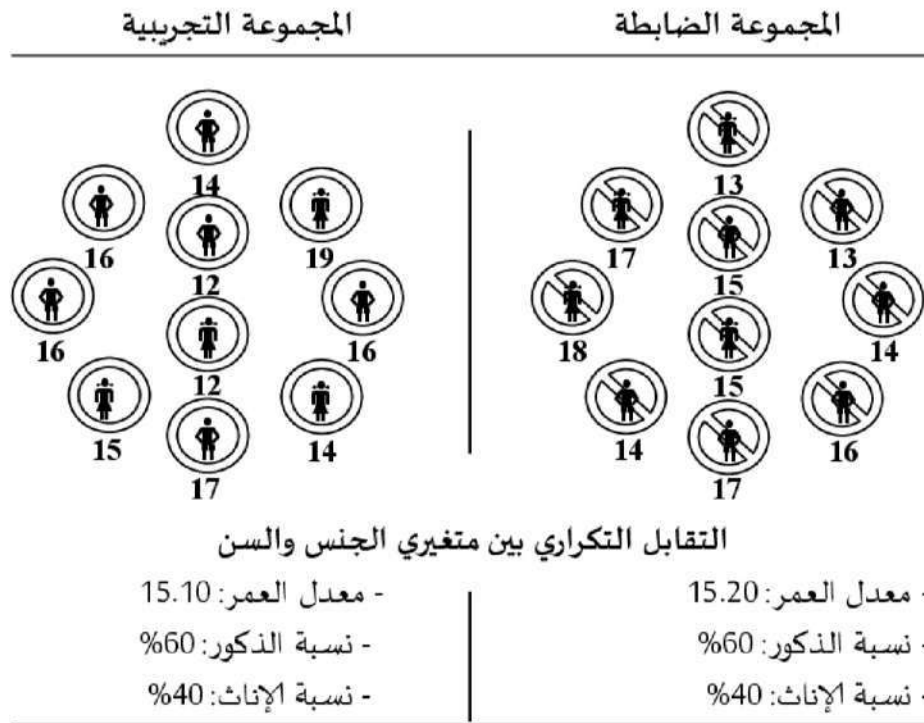 المجموعة الضابطة
المجموعة التجريبية
13
17
13
15
18
14
15
14
16
17
14
16
19
12
16
16
12
15
14
17
التقابل التكراري بين متغيري الجنس والسن
- معدل العمر: 15.20
- نسبة الذكور: 60%
- نسبة الإناث: 40%
- معدل العمر: 15.10
- نسبة الذكور: 60%
- نسبة الإناث: 40%